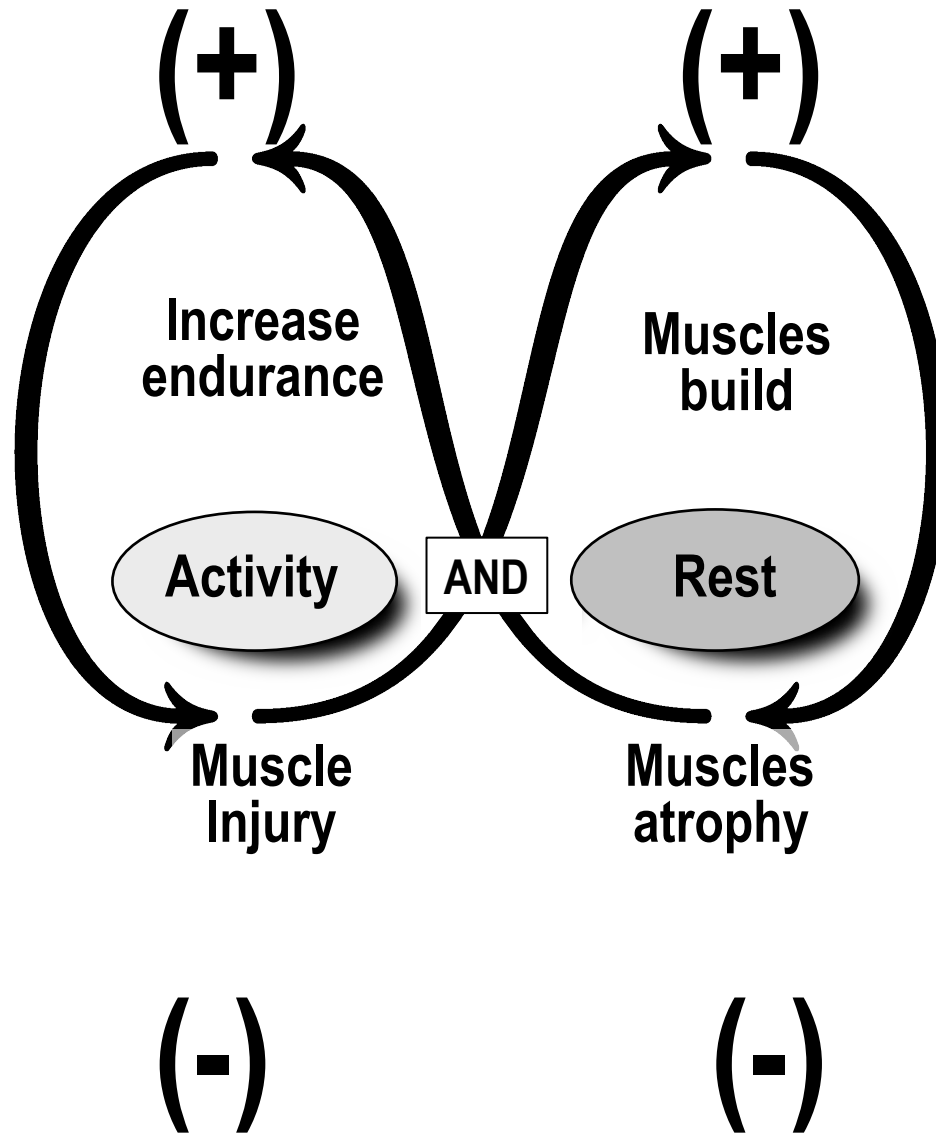 (+)
(+)
Increase
endurance
Muscles
build
Activity
AND
Rest
Muscle
Injury
Muscles
atrophy
(-)
(-)